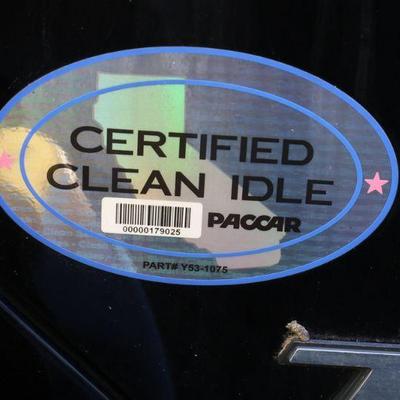 CERTIFIED
CLEAN IDLE
00000179025
PACCAR
PART# Y53-1075